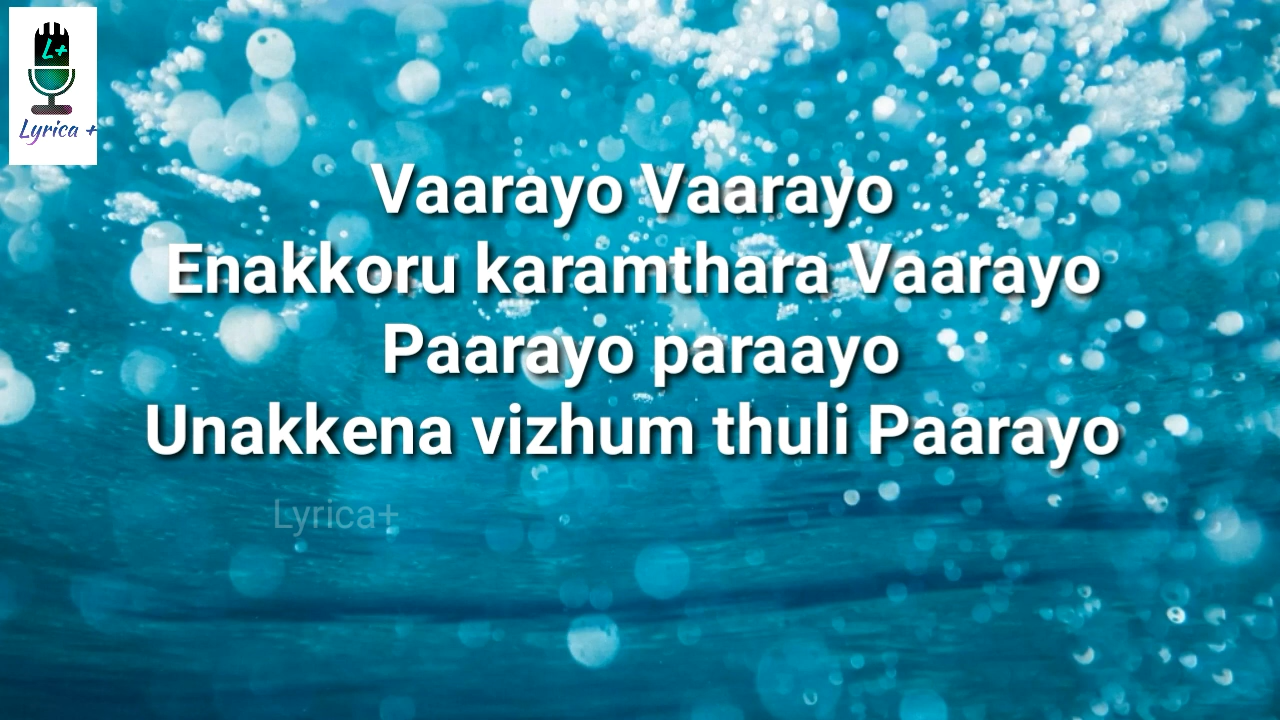 L+
Lyrica +
Vaarayo Vaarayo
Enakkoru karamthara Vaarayo
Paarayo paraayo
Unakkena vizhum thuli Paarayo
Lyrica+